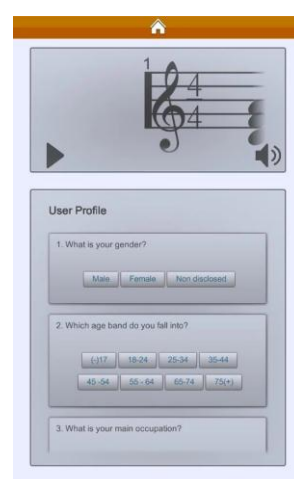 1
4
4
User Profile
1. What is your gender?
Male Female Non disclosed
2. Which age band do you fall into?
(-)17 18-24 25-34 35-44
45 -54 55 - 64 65-74 75(+)
3. What is your main occupation?